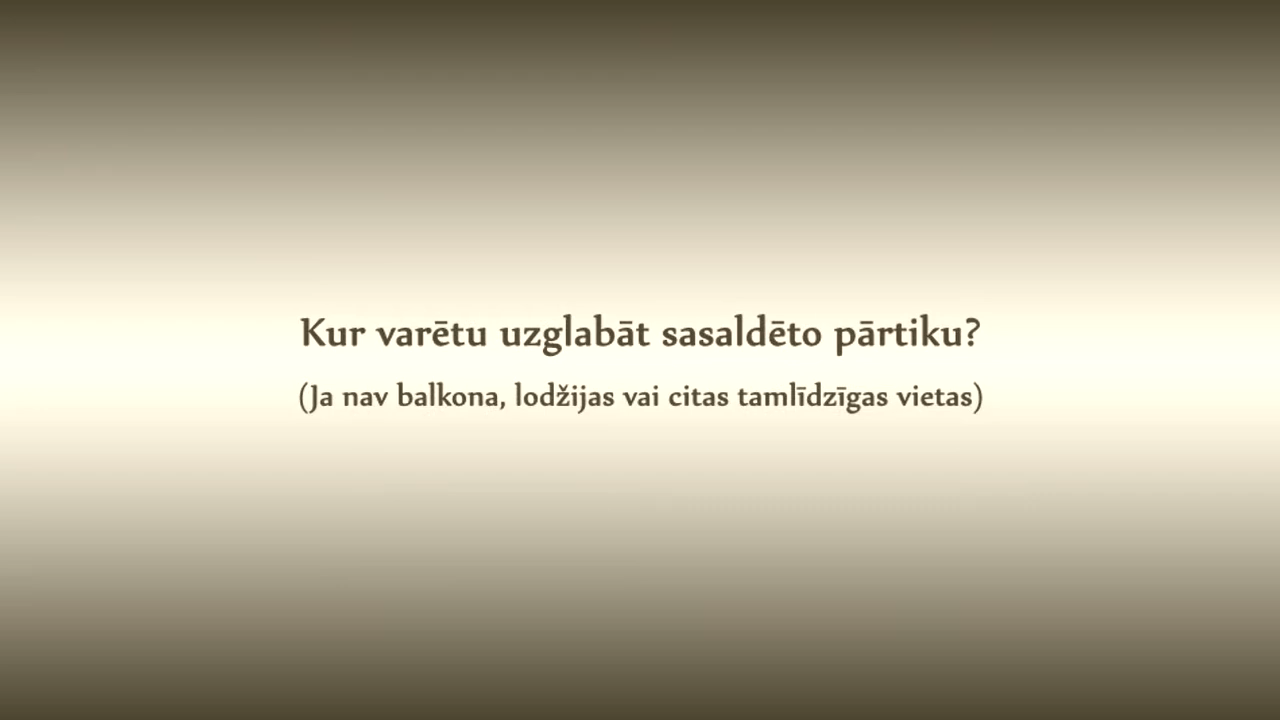 Kur varētu uzglabāt sasaldēto pārtiku?
(Ja nav balkona, lodžijas vai citas tamlīdzīgas vietas)